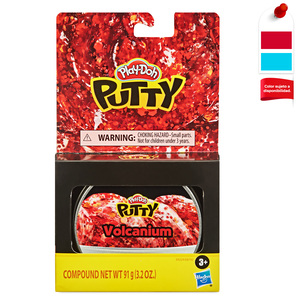 Play-Doh
PUTTY
WARNING:
CHOKING HAZARD-Small parts.
Not for children under 3 years.
Color sujeto a
disponibilidad.
Play-Doh
PUTTY
Volcanium
3+
COMPOUND NET WT 91 g (3.2 OZ.)
Hasbro